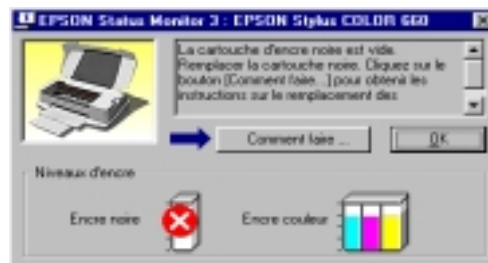 EPSON Status Monitor 3 : EPSON Stylus COLOR 660
La cartouche d'encre noire est vide.
Remplacer la cartouche noire. Cliquez sur le
bouton [Comment faire...] pour obtenir les
instructions sur le remplacement des
Comment faire ...
OK
Niveaux d'encre
Encre noire
Encre couleur